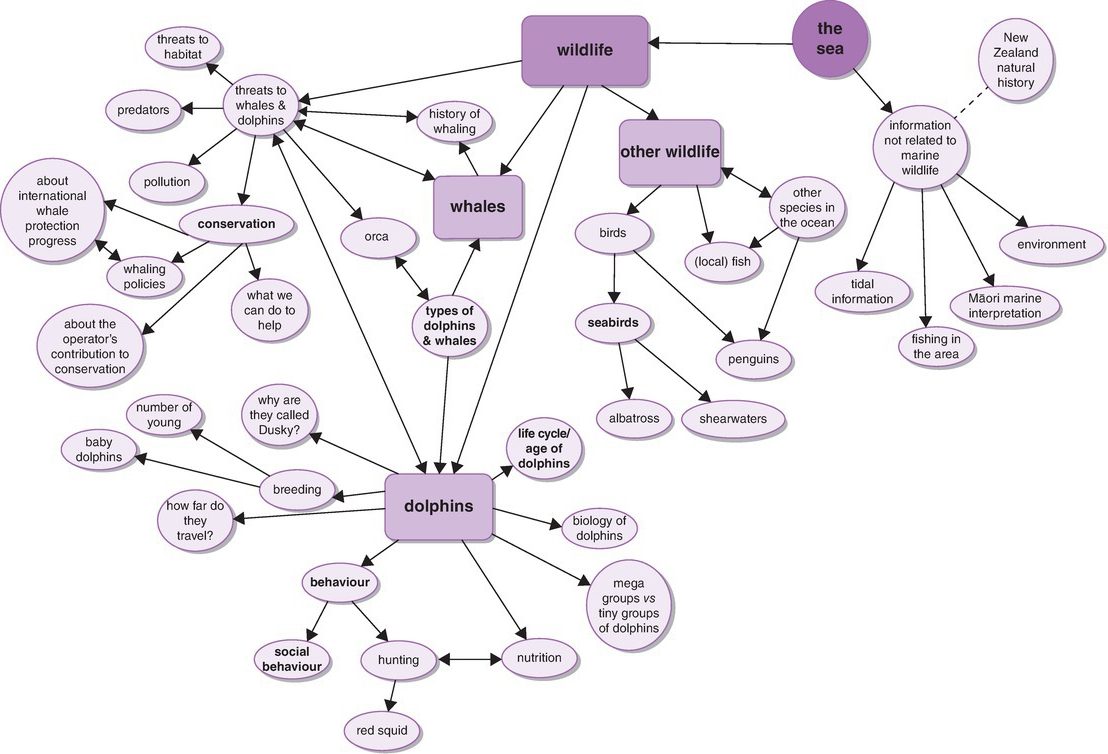 the
sea
wildlife
New
Zealand
natural
history
threats to
habitat
threats to
whales &
dolphins
predators
history of
whaling
information
not related to
marine
wildlife
other wildlife
pollution
about
international
whale
protection
progress
whales
other
species in
the ocean
conservation
orca
birds
(local) fish
environment
whaling
policies
what we
can do to
help
tidal
information
Māori marine
interpretation
types of
dolphins
& whales
seabirds
about the
operator's
contribution to
conservation
fishing in
the area
penguins
number of
young
why are
they called
Dusky?
albatross
shearwaters
baby
dolphins
life cycle/
age of
dolphins
breeding
dolphins
how far do
they
travel?
biology of
dolphins
behaviour
mega
groups vs
tiny groups
of dolphins
social
behaviour
hunting
nutrition
red squid